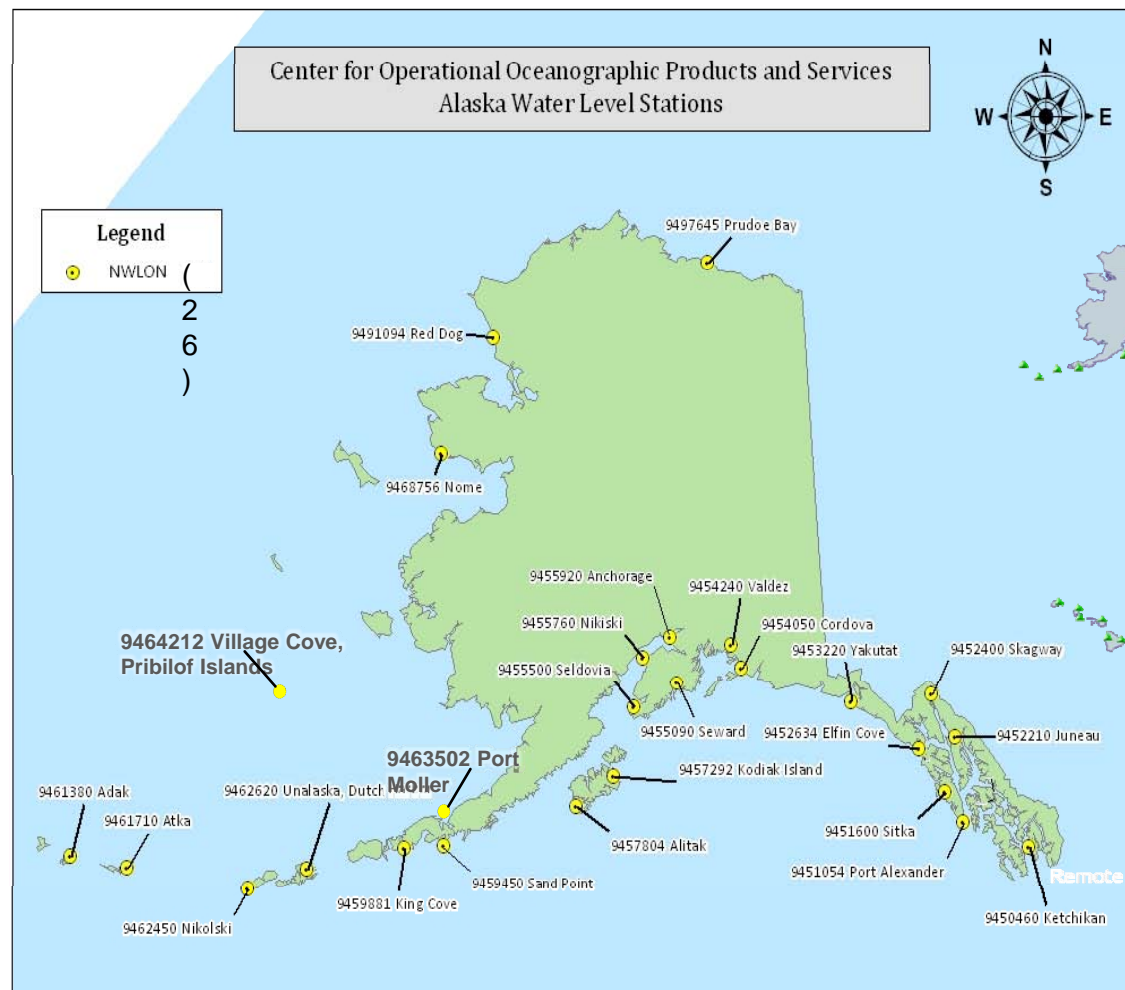 Center for Operational Oceanographic Products and Services
Alaska Water Level Stations
N
W
E
S
Legend
NWLON
(
2
6
)
9497645 Prudoe Bay
9491094 Red Dog
9468756 Nome
9455920 Anchorage
9454240 Valdez
9455760 Nikiski
9454050 Cordova
9464212 Village Cove,
Pribilof Islands
9453220 Yakutat
9452400 Skagway
9455500 Seldovia
9455090 Seward
9452634 Elfin Cove
9452210 Juneau
9463502 Port
Moller
9457292 Kodiak Island
9461380 Adak
9462620 Unalaska, Dutch
9461710 Atka
9451600 Sitka
9457804 Alitak
9451054 Port Alexander
Remote
9459450 Sand Point
9459881 King Cove
9450460 Ketchikan
9462450 Nikolski